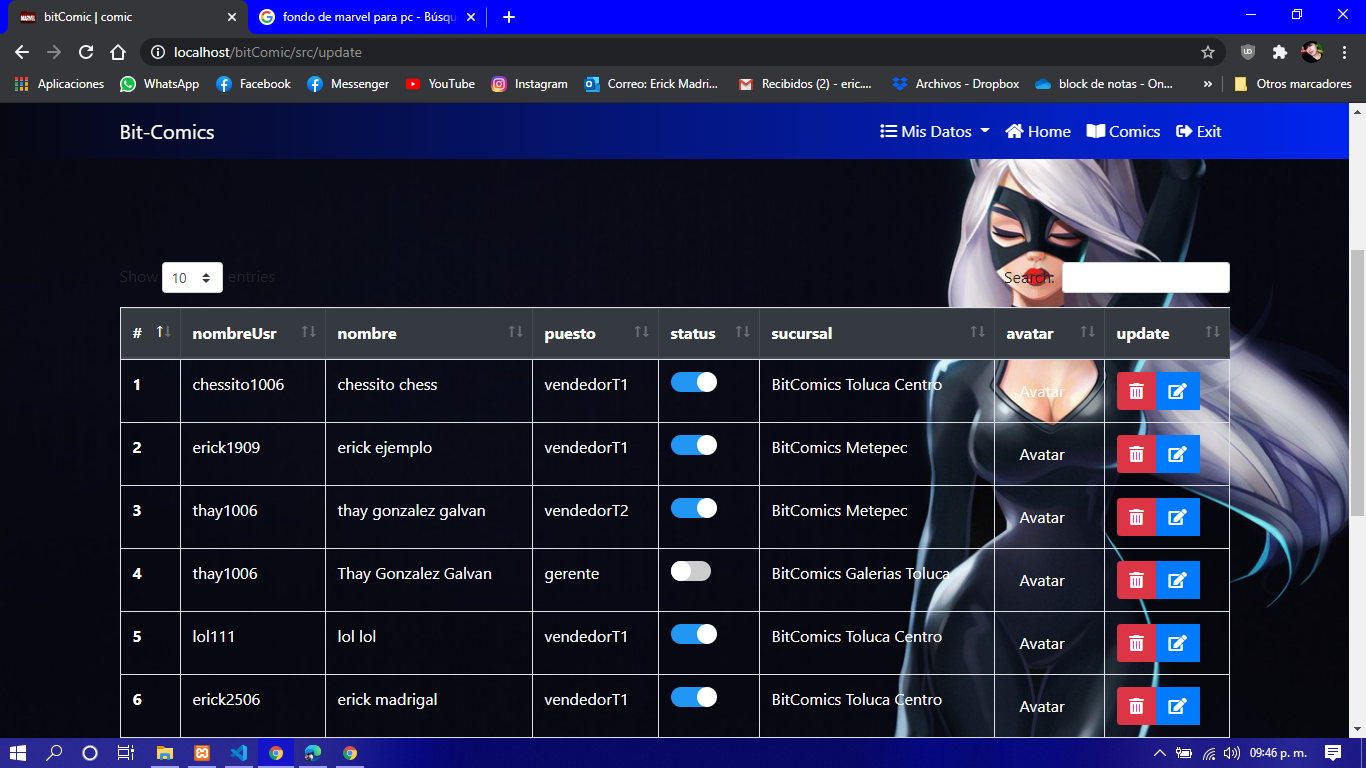 bitComic | comic
fondo de marvel para pc - Búsqu
localhost/bitComic/src/update
Aplicaciones WhatsApp Facebook Messenger YouTube Instagram Correo: Erick Madri... Recibidos (2) - eric.... Archivos - Dropbox block de notas - On... » Otros marcadores
Bit-Comics Mis Datos Home Comics Exit
Show 10 entries Search:
# nombreUsr nombre puesto status sucursal avatar update
1 chessito1006 chessito chess vendedorT1 BitComics Toluca Centro Avatar
2 erick1909 erick ejemplo vendedorT1 BitComics Metepec Avatar
3 thay1006 thay gonzalez galvan vendedorT2 BitComics Metepec Avatar
4 thay1006 Thay Gonzalez Galvan gerente BitComics Galerias Toluca Avatar
5 lol111 lol lol vendedorT1 BitComics Toluca Centro Avatar
6 erick2506 erick madrigal vendedorT1 BitComics Toluca Centro Avatar
09:46 p. m.